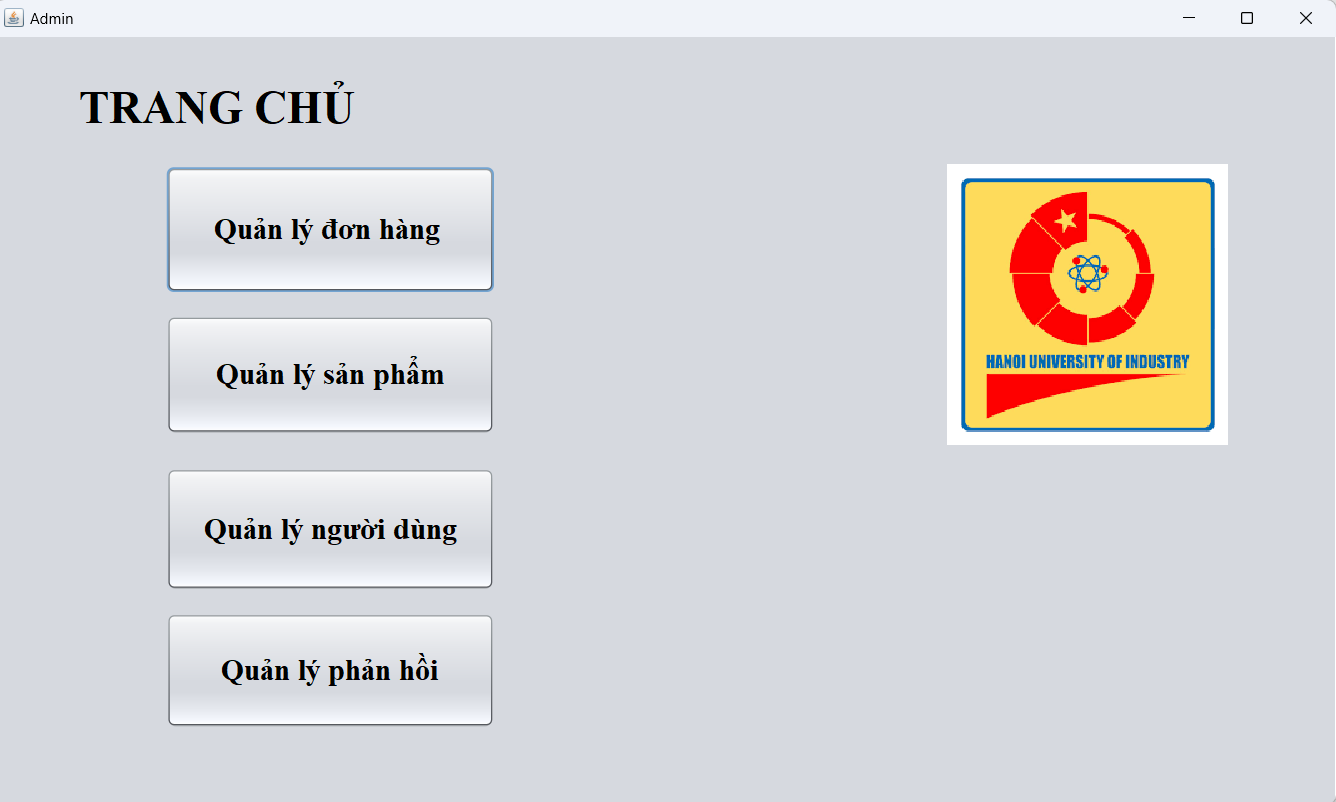 Admin
TRANG CHỦ
Quản lý đơn hàng
HANOI UNIVERSITY OF INDUSTRY
Quản lý sản phẩm
Quản lý người dùng
Quản lý phản hồi